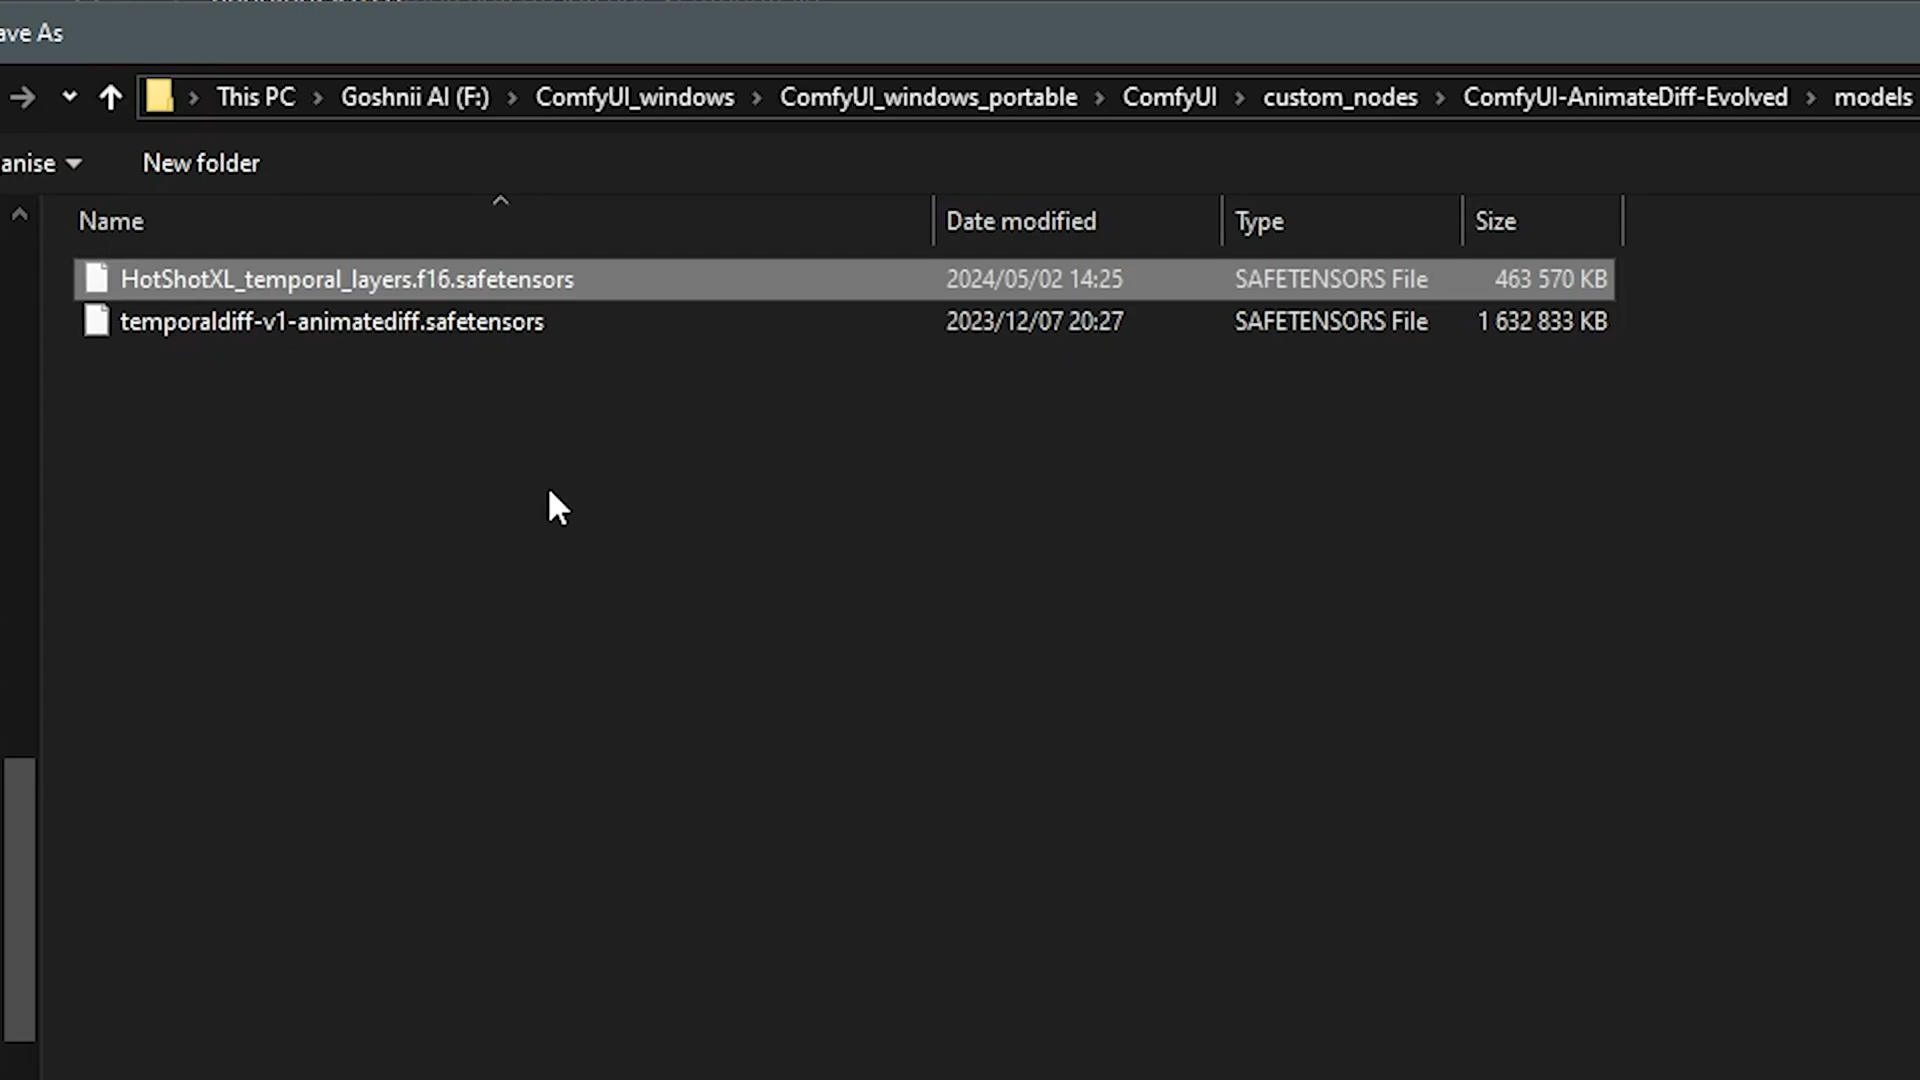 ave As
This PC > Goshnii AI (F:) > ComfyUI_windows > ComfyUI_windows_portable > ComfyUI > custom_nodes > ComfyUI-AnimateDiff-Evolved > models
anise New folder
Name Date modified Type Size
HotShotXL_temporal_layers.f16.safetensors 2024/05/02 14:25 SAFETENSORS File 463 570 KB
temporaldiff-v1-animatediff.safetensors 2023/12/07 20:27 SAFETENSORS File 1 632 833 KB